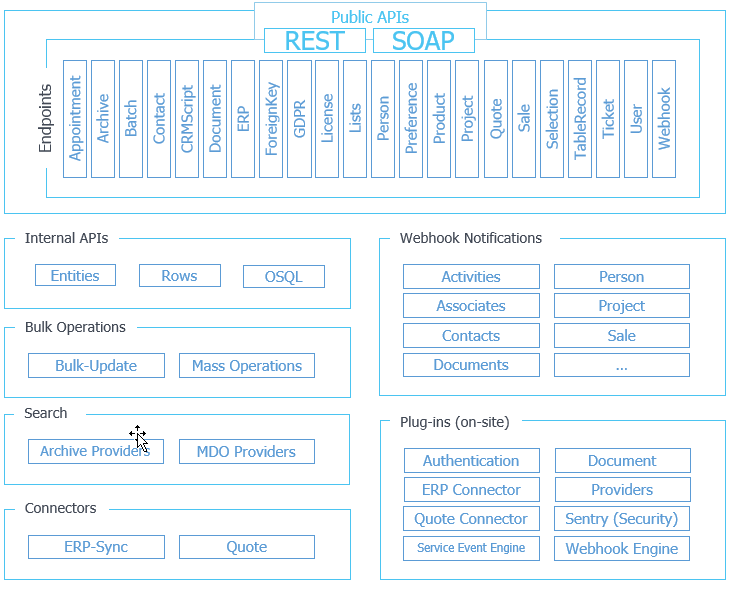 Public APIs
REST SOAP
Endpoints
Appointment
Archive
Batch
Contact
CRMScript
Document
ERP
ForeignKey
GDPR
License
Lists
Person
Preference
Product
Project
Quote
Sale
Selection
TableRecord
Ticket
User
Webhook
Internal APIs
Entities Rows OSQL
Bulk Operations
Bulk-Update Mass Operations
Search
Archive Providers MDO Providers
Connectors
ERP-Sync Quote
Webhook Notifications
Activities Person
Associates Project
Contacts Sale
Documents ...
Plug-ins (on-site)
Authentication Document
ERP Connector Providers
Quote Connector Sentry (Security)
Service Event Engine Webhook Engine